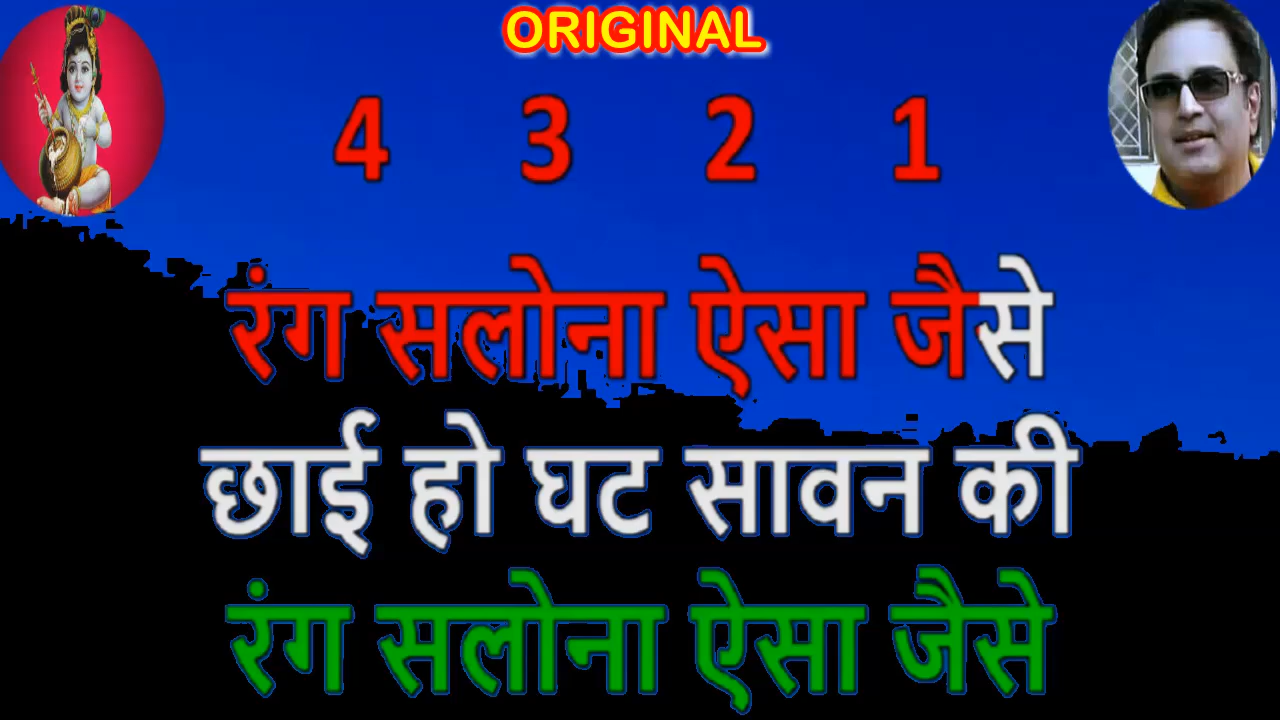 ORIGINAL
4 3 2 1
रंग सलोना ऐसा जैसे
छाई हो घट सावन की
रंग सलोना ऐसा जैसे